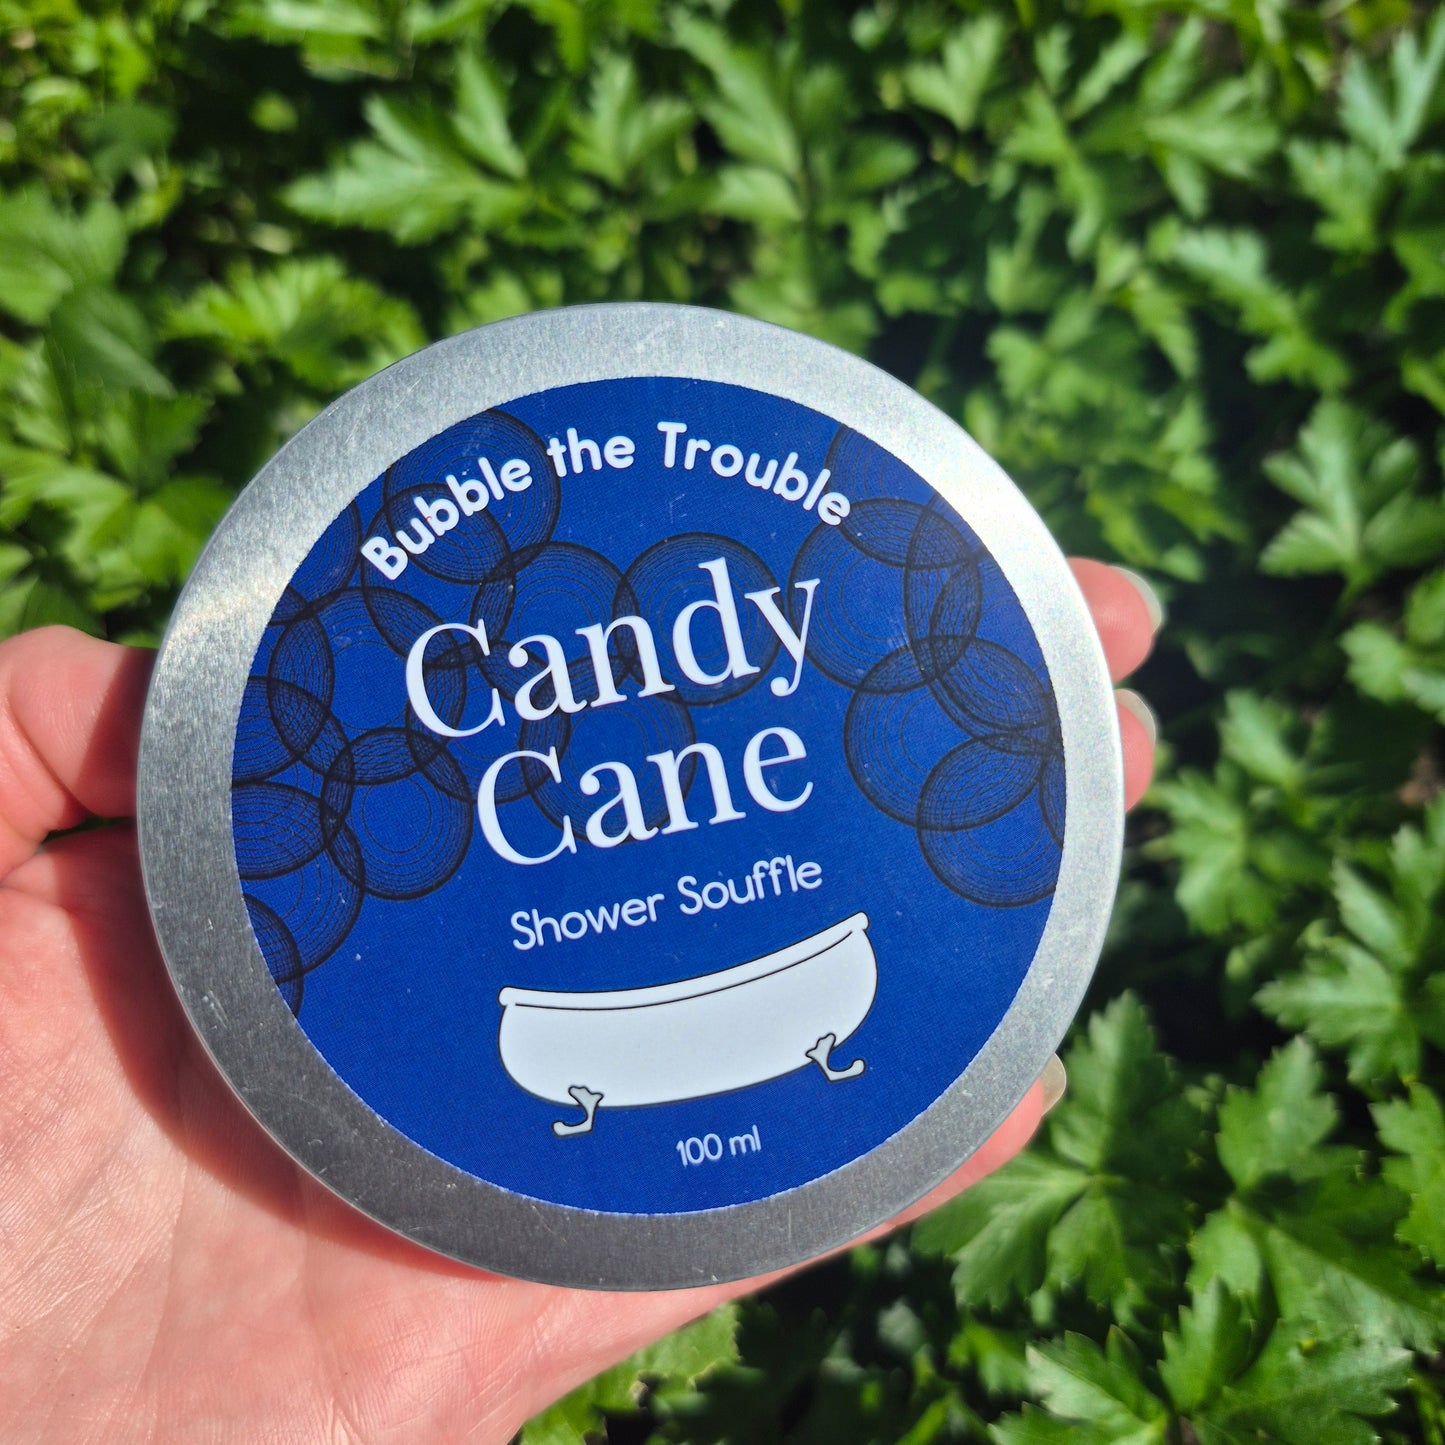 Bubble the Trouble
Candy
Cane
Shower Souffle
100 ml